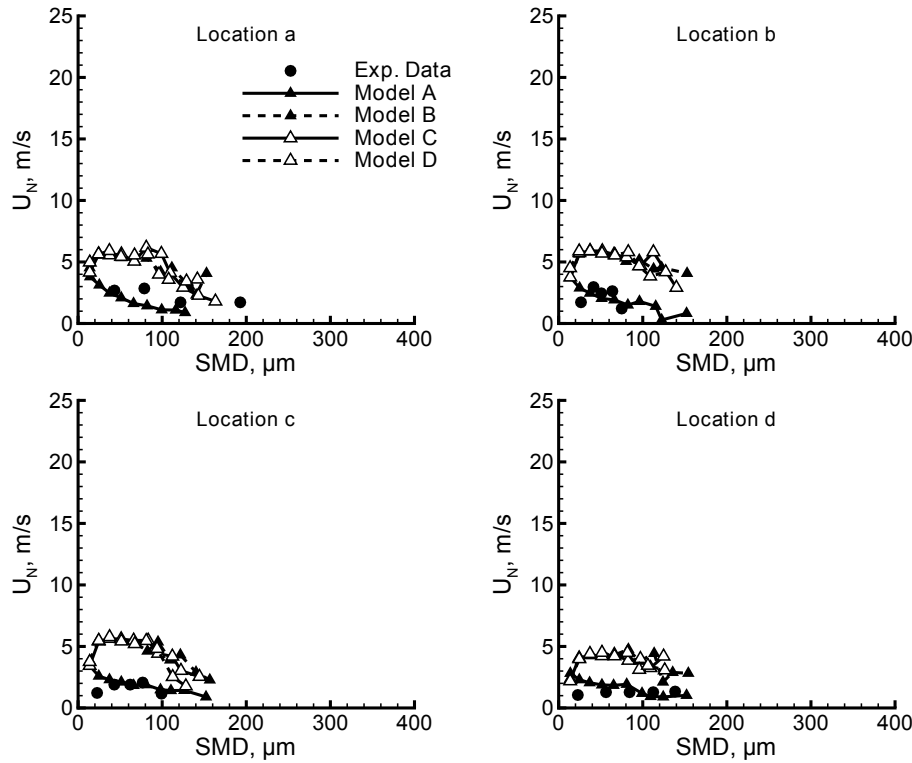 Location a
Exp. Data
Model A
Model B
Model C
Model D
25
20
15
10
5
0
U_N, m/s
0 100 200 300 400
SMD, µm
Location b
25
20
15
10
5
0
U_N, m/s
0 100 200 300 400
SMD, µm
Location c
25
20
15
10
5
0
U_N, m/s
0 100 200 300 400
SMD, µm
Location d
25
20
15
10
5
0
U_N, m/s
0 100 200 300 400
SMD, µm